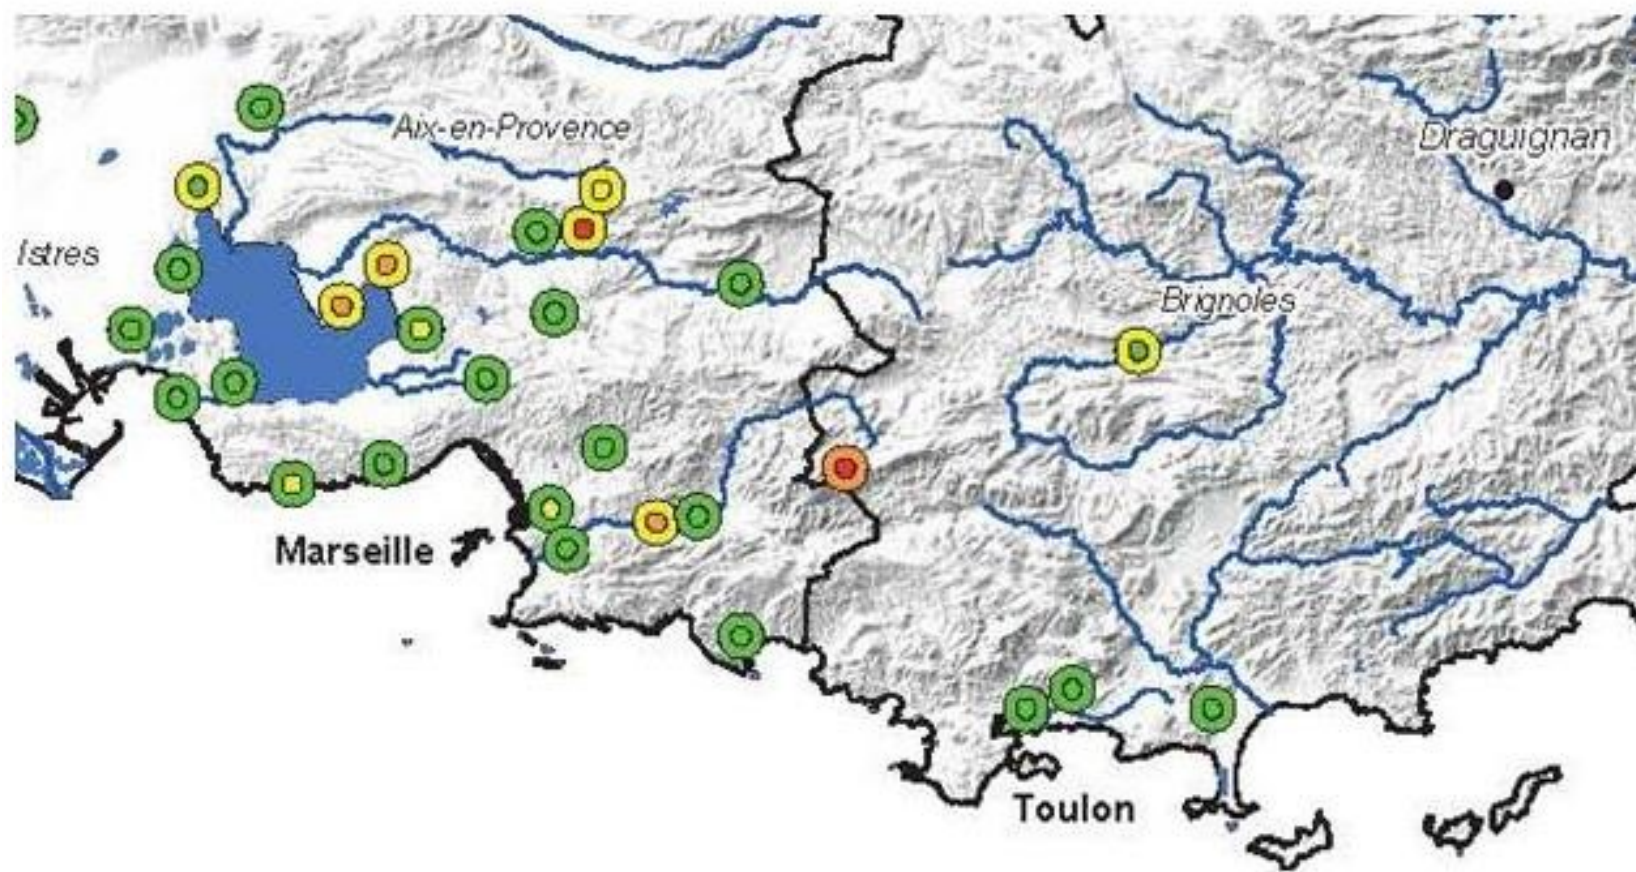 Aix-en-Provence
Draguignan
Istres
Brignoles
Marseille
Toulon